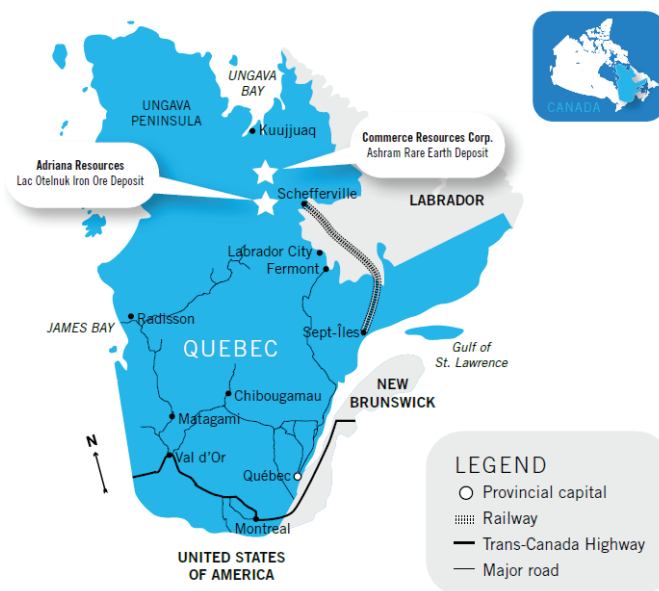 CANADA
UNGAVA
BAY
UNGAVA
PENINSULA
Kuujjuaq
Commerce Resources Corp.
Ashram Rare Earth Deposit
Adriana Resources
Lac Otelnuk Iron Ore Deposit
Schefferville
LABRADOR
Labrador City
Fermont
JAMES BAY
Radisson
QUEBEC
Sept-Îles
Gulf of
St. Lawrence
NEW
BRUNSWICK
Chibougamau
Matagami
N
Val d'Or
Québec
Montreal
UNITED STATES
OF AMERICA
LEGEND
Provincial capital
Railway
Trans-Canada Highway
Major road